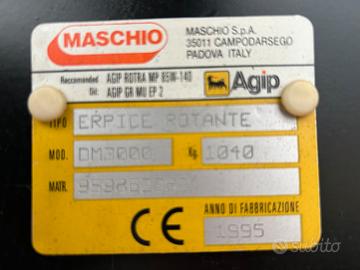 MASCHIO
MASCHIO S.p.A.
35011 CAMPODARSEGO
PADOVA ITALY
Reccomended AGIP ROTRA MP 85W-140
Oil: AGIP GR MU EP 2
Agip
TIPO ERPICE ROTANTE
MOD. DM3000 Kg 1040
MATR.
CE
ANNO DI FABBRICAZIONE
1995
subito